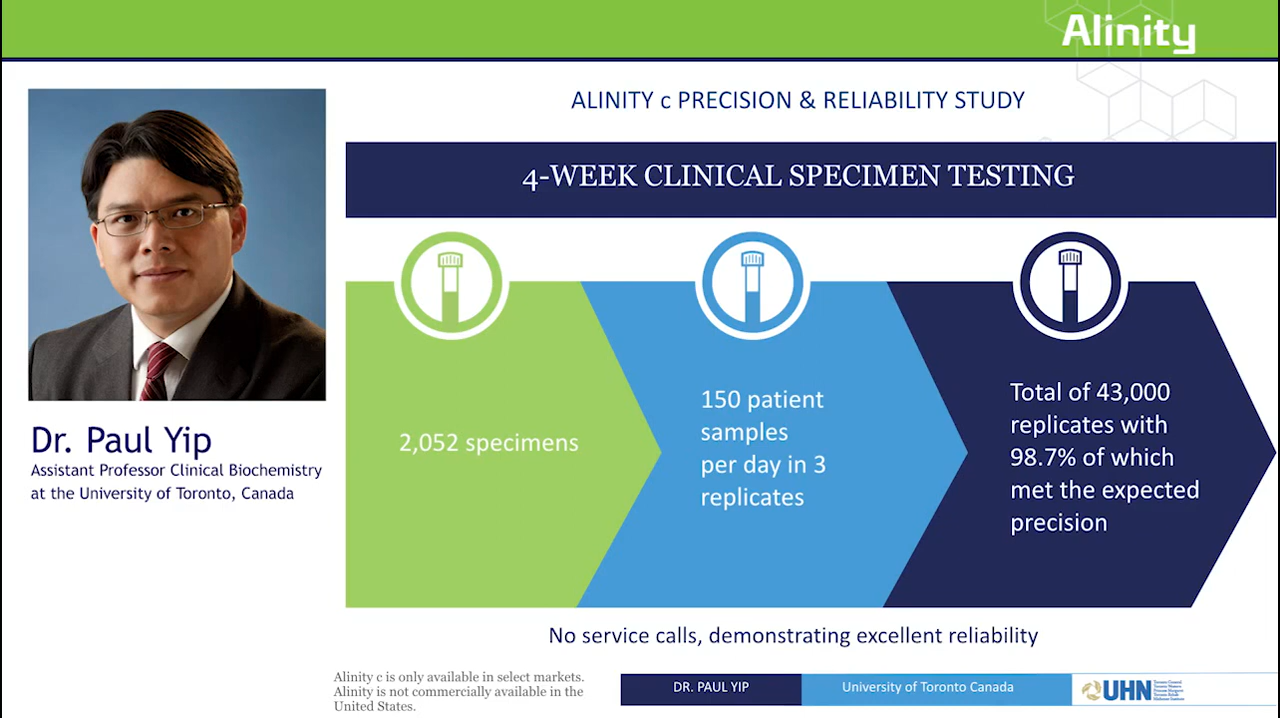 Alinity
ALINITY c PRECISION & RELIABILITY STUDY
4-WEEK CLINICAL SPECIMEN TESTING
2,052 specimens
150 patient
samples
per day in 3
replicates
Total of 43,000
replicates with
98.7% of which
met the expected
precision
Dr. Paul Yip
Assistant Professor Clinical Biochemistry
at the University of Toronto, Canada
No service calls, demonstrating excellent reliability
Alinity c is only available in select markets.
Alinity is not commercially available in the
United States.
DR. PAUL YIP
University of Toronto Canada
UHN